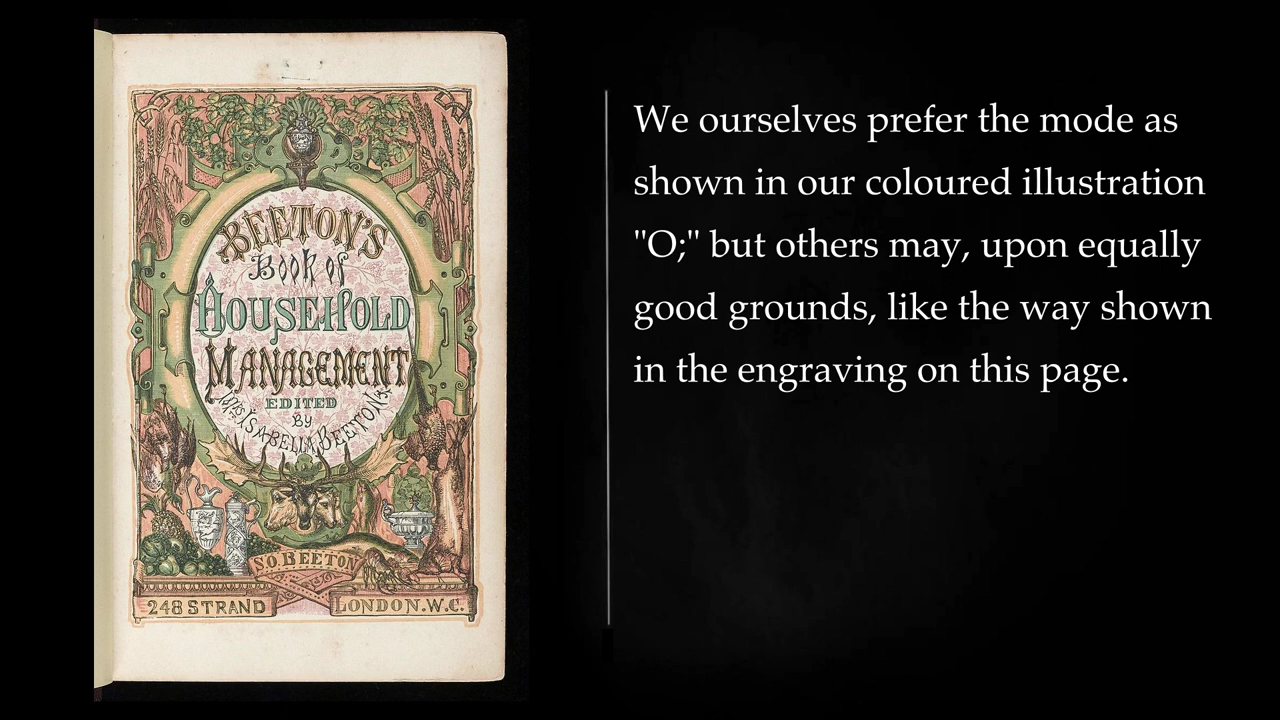 BEETON'S
Book of
HOUSEHOLD
MANAGEMENT
EDITED
BY
MRS ISABELLA BEETON
S.O. BEETON
248 STRAND
LONDON. W.C.
We ourselves prefer the mode as
shown in our coloured illustration
"O;" but others may, upon equally
good grounds, like the way shown
in the engraving on this page.